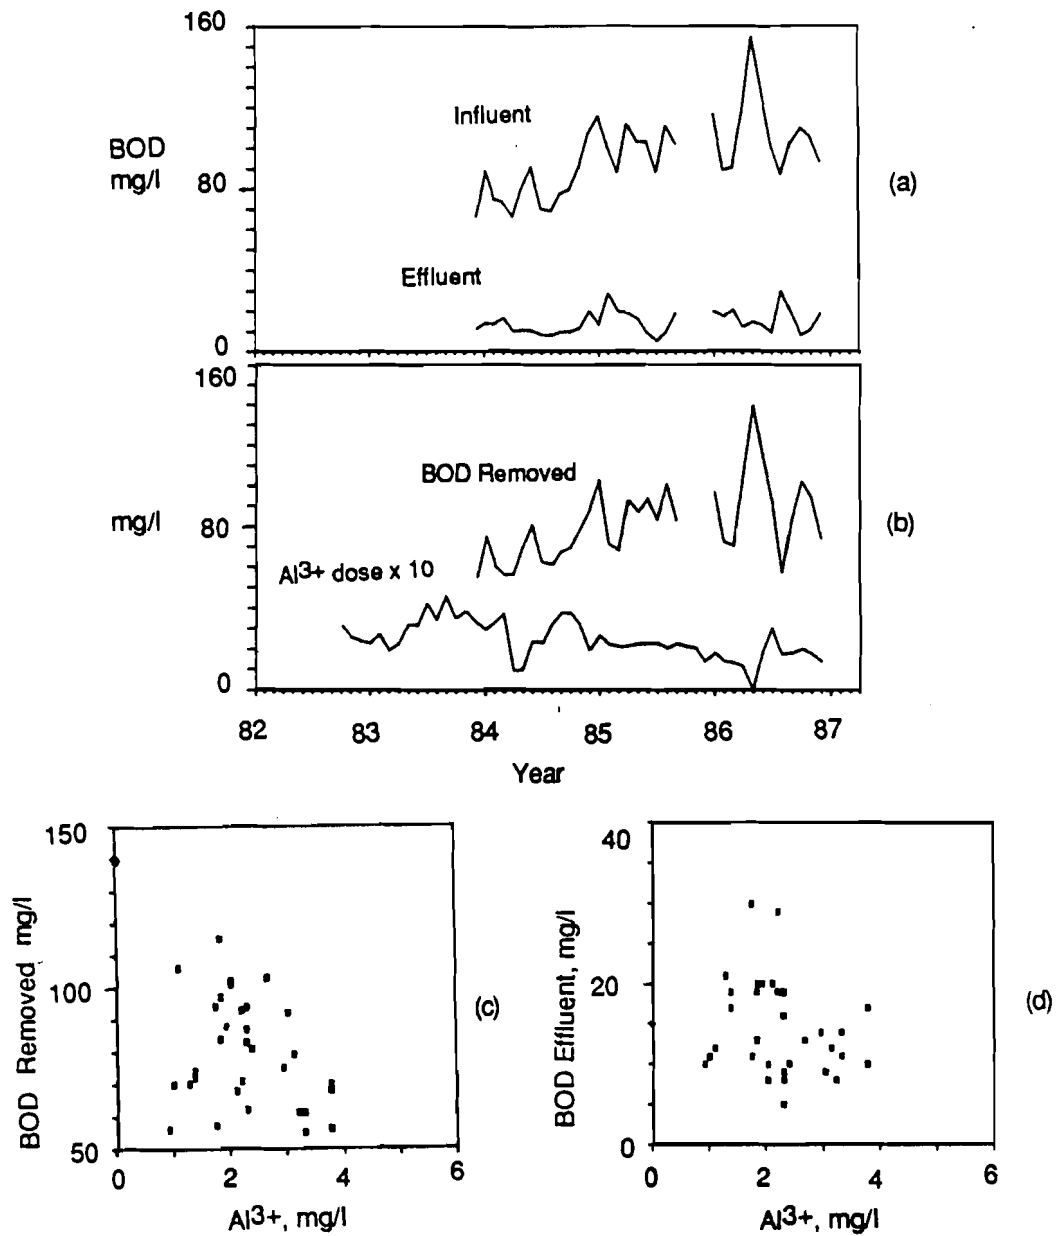 160
Influent
BOD
mg/l
80
(a)
Effluent
0
160
BOD Removed
mg/l
80
(b)
Al3+ dose x 10
0
82 83 84 85 86 87
Year
150
100
50
BOD Removed mg/l
(c)
0 2 4 6
Al3+, mg/l
40
20
0
BOD Effluent, mg/l
(d)
0 2 4 6
Al3+, mg/l